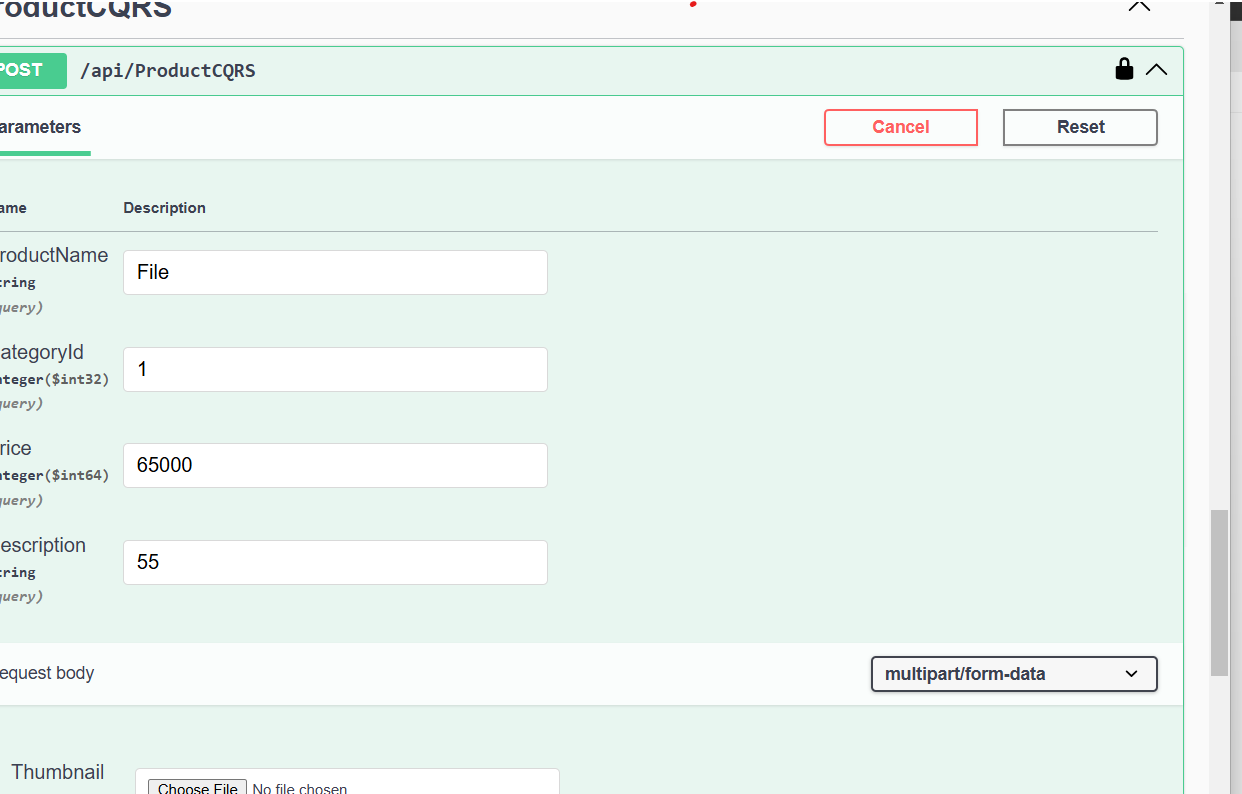 roductCQRS
POST /api/ProductCQRS
arameters Cancel Reset
ame Description
roductName File
tring
query)
ategoryId 1
nteger($int32)
query)
rice 65000
nteger($int64)
query)
escription 55
tring
query)
equest body multipart/form-data
Thumbnail Choose File No file chosen